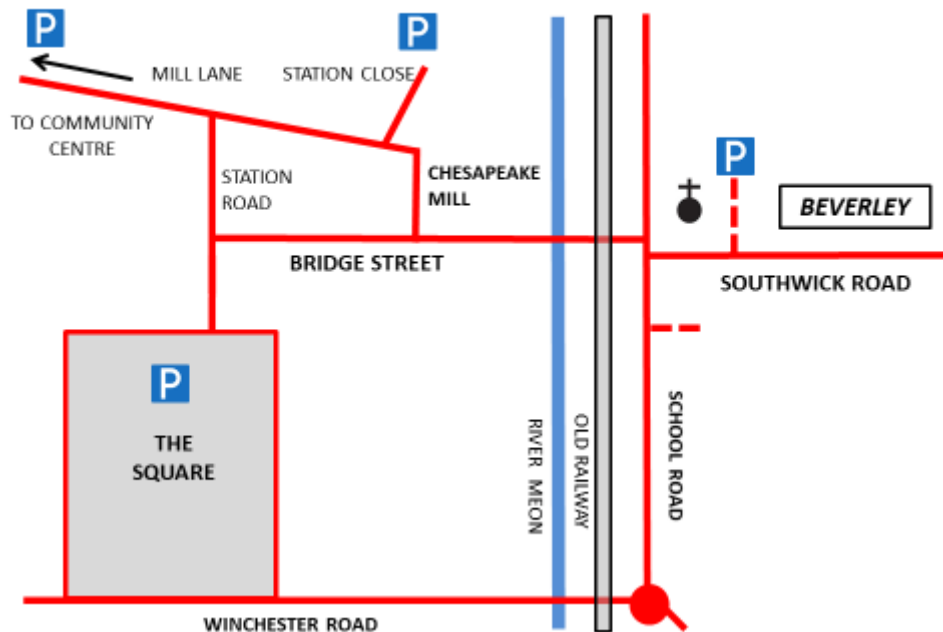 P
P
MILL LANE
STATION CLOSE
TO COMMUNITY
CENTRE
P
STATION
ROAD
CHESAPEAKE
MILL
BEVERLEY
BRIDGE STREET
SOUTHWICK ROAD
P
THE
SQUARE
RIVER MEON
OLD RAILWAY
SCHOOL ROAD
WINCHESTER ROAD